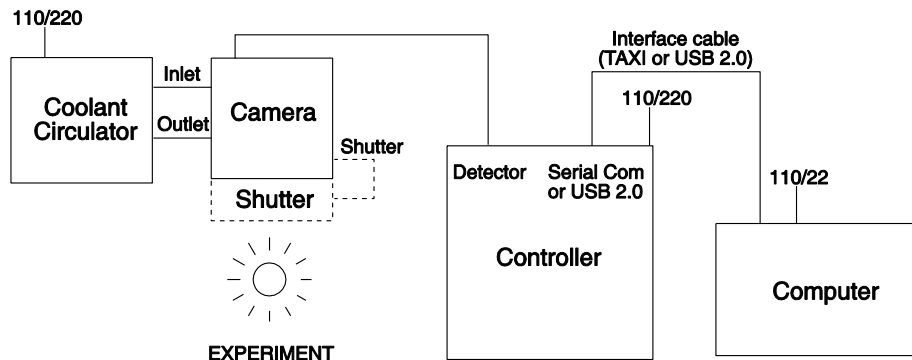 110/220
Coolant
Circulator
Inlet
Outlet
Camera
Shutter
Shutter
EXPERIMENT
Interface cable
(TAXI or USB 2.0)
110/220
Detector
Serial Com
or USB 2.0
Controller
110/22
Computer